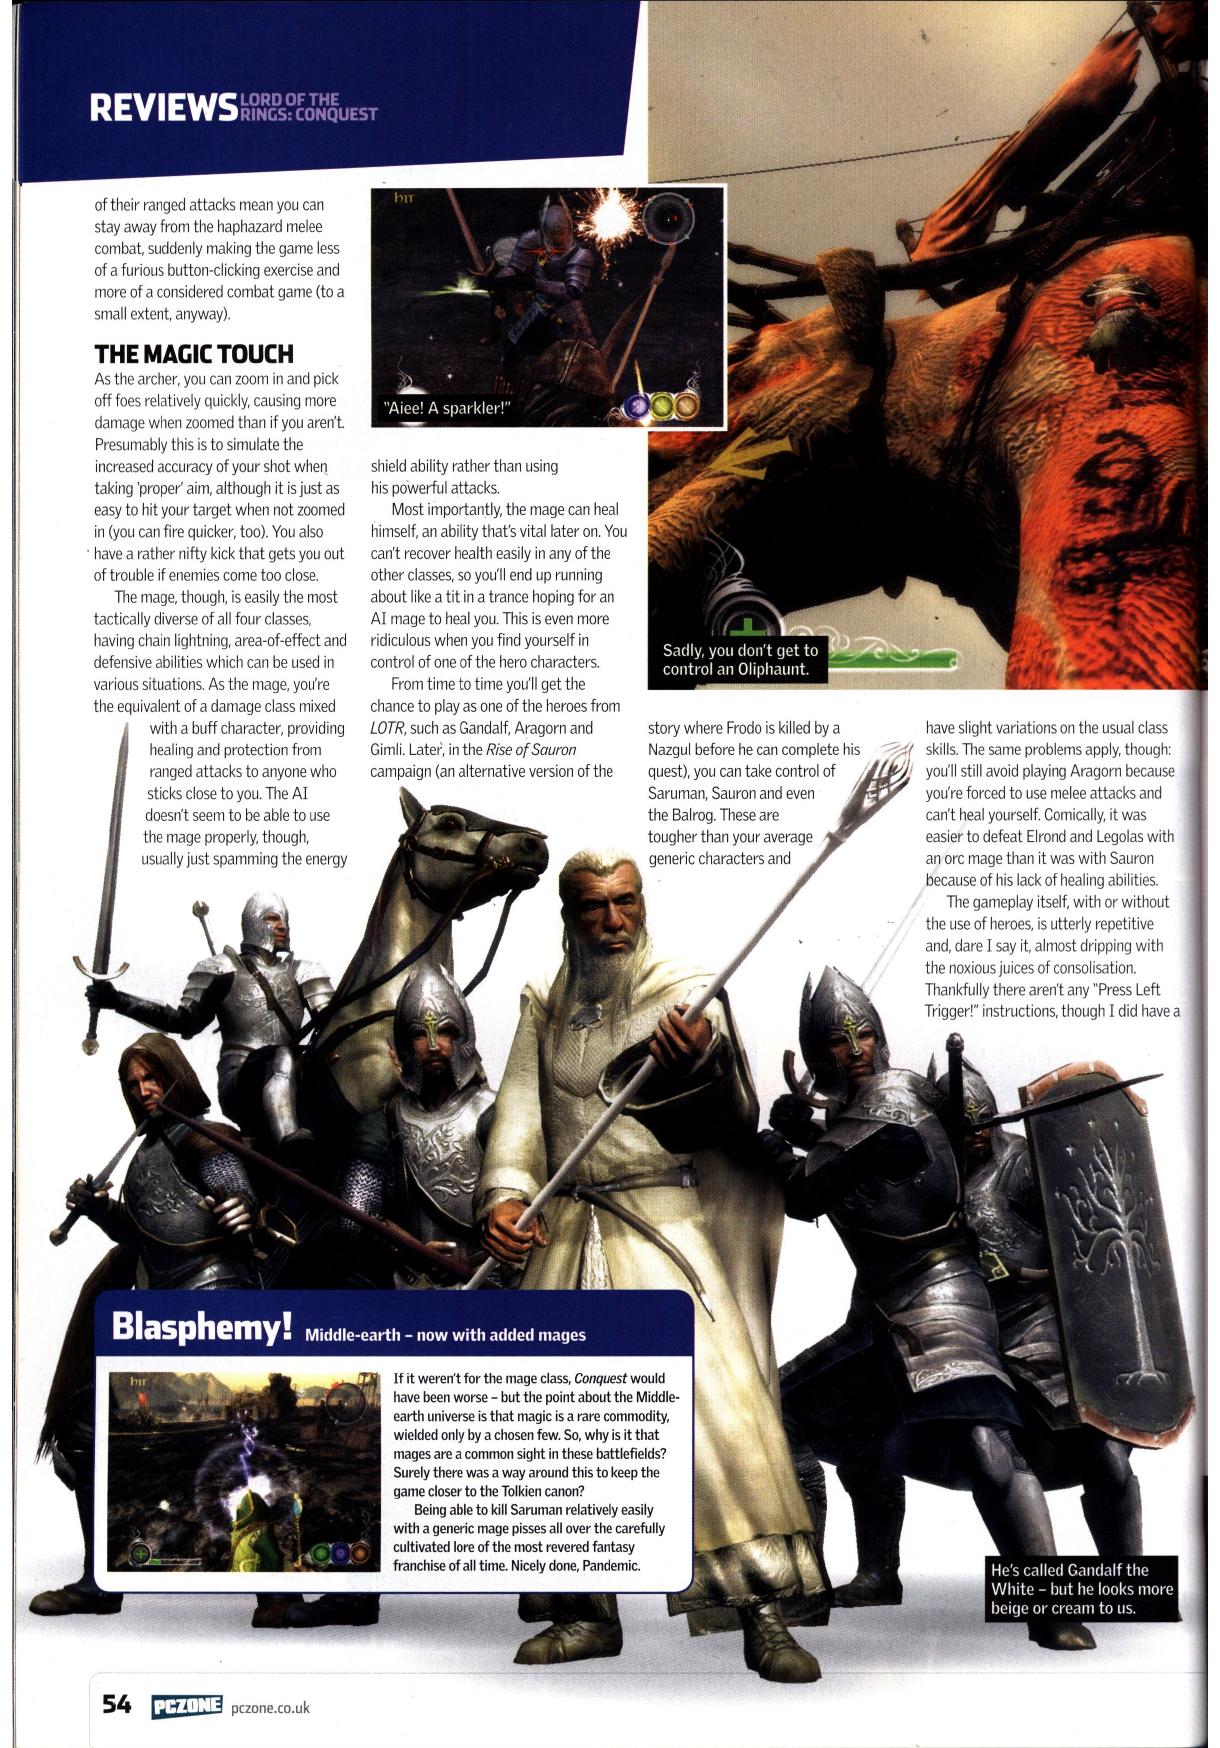 REVIEWS LORD OF THE
RINGS: CONQUEST
of their ranged attacks mean you can
stay away from the haphazard melee
combat, suddenly making the game less
of a furious button-clicking exercise and
more of a considered combat game (to a
small extent, anyway).
THE MAGIC TOUCH
As the archer, you can zoom in and pick
off foes relatively quickly, causing more
damage when zoomed than if you aren't.
Presumably this is to simulate the
increased accuracy of your shot when
taking 'proper' aim, although it is just as
easy to hit your target when not zoomed
in (you can fire quicker, too). You also
have a rather nifty kick that gets you out
of trouble if enemies come too close.
The mage, though, is easily the most
tactically diverse of all four classes,
having chain lightning, area-of-effect and
defensive abilities which can be used in
various situations. As the mage, you're
the equivalent of a damage class mixed
with a buff character, providing
healing and protection from
ranged attacks to anyone who
sticks close to you. The AI
doesn't seem to be able to use
the mage properly, though,
usually just spamming the energy
HIT
"Aiee! A sparkler!"
shield ability rather than using
his powerful attacks.
Most importantly, the mage can heal
himself, an ability that's vital later on. You
can't recover health easily in any of the
other classes, so you'll end up running
about like a tit in a trance hoping for an
AI mage to heal you. This is even more
ridiculous when you find yourself in
control of one of the hero characters.
From time to time you'll get the
chance to play as one of the heroes from
LOTR, such as Gandalf, Aragorn and
Gimli. Later, in the Rise of Sauron
campaign (an alternative version of the
Sadly, you don't get to
control an Oliphaunt.
story where Frodo is killed by a
Nazgul before he can complete his
quest), you can take control of
Saruman, Sauron and even
the Balrog. These are
tougher than your average
generic characters and
have slight variations on the usual class
skills. The same problems apply, though:
you'll still avoid playing Aragorn because
you're forced to use melee attacks and
can't heal yourself. Comically, it was
easier to defeat Elrond and Legolas with
an orc mage than it was with Sauron
because of his lack of healing abilities.
The gameplay itself, with or without
the use of heroes, is utterly repetitive
and, dare I say it, almost dripping with
the noxious juices of consolisation.
Thankfully there aren't any "Press Left
Trigger!" instructions, though I did have a
Blasphemy! Middle-earth – now with added mages
HIT
If it weren't for the mage class, Conquest would
have been worse – but the point about the Middle-
earth universe is that magic is a rare commodity,
wielded only by a chosen few. So, why is it that
mages are a common sight in these battlefields?
Surely there was a way around this to keep the
game closer to the Tolkien canon?
Being able to kill Saruman relatively easily
with a generic mage pisses all over the carefully
cultivated lore of the most revered fantasy
franchise of all time. Nicely done, Pandemic.
He's called Gandalf the
White – but he looks more
beige or cream to us.
54 PCZONE pczone.co.uk